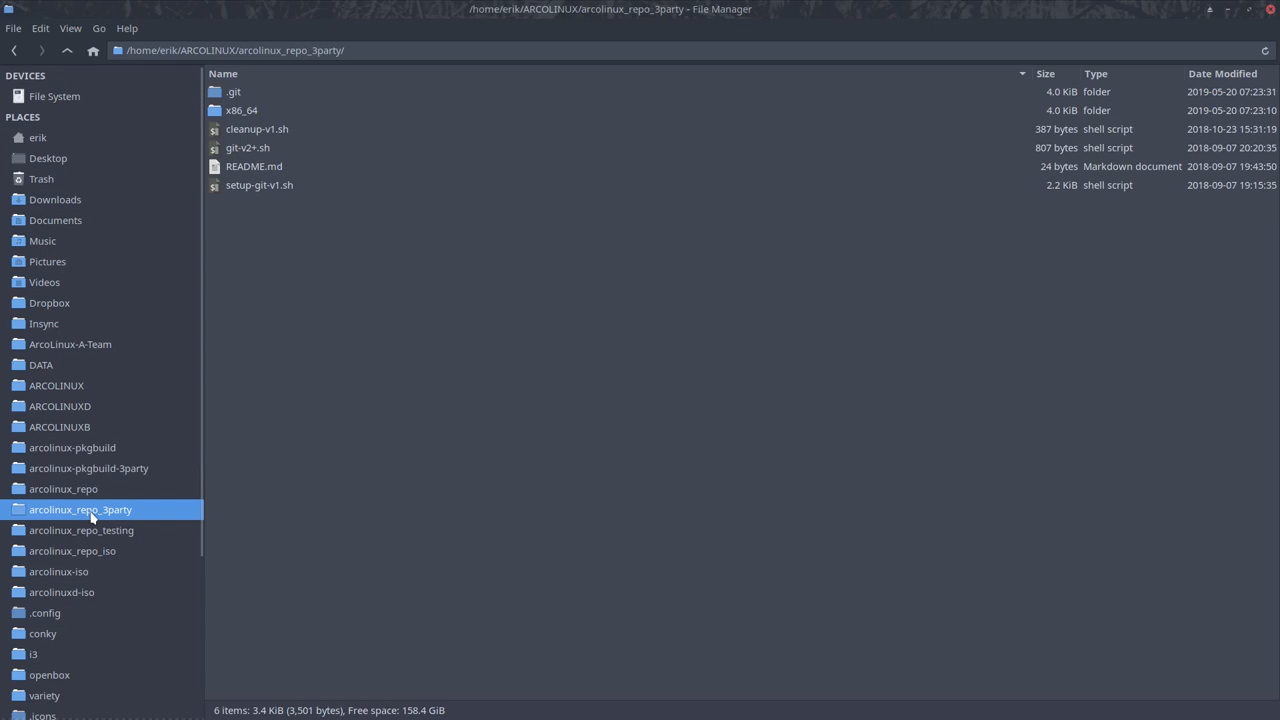 /home/erik/ARCOLINUX/arcolinux_repo_3party - File Manager
File Edit View Go Help
/home/erik/ARCOLINUX/arcolinux_repo_3party/
DEVICES
File System
PLACES
erik
Desktop
Trash
Downloads
Documents
Music
Pictures
Videos
Dropbox
Insync
ArcoLinux-A-Team
DATA
ARCOLINUX
ARCOLINUXD
ARCOLINUXB
arcolinux-pkgbuild
arcolinux-pkgbuild-3party
arcolinux_repo
arcolinux_repo_3party
arcolinux_repo_testing
arcolinux_repo_iso
arcolinux-iso
arcolinuxd-iso
.config
conky
i3
openbox
variety
.icons
Name Size Type Date Modified
.git 4.0 KiB folder 2019-05-20 07:23:31
x86_64 4.0 KiB folder 2019-05-20 07:23:10
cleanup-v1.sh 387 bytes shell script 2018-10-23 15:31:19
git-v2+.sh 807 bytes shell script 2018-09-07 20:20:35
README.md 24 bytes Markdown document 2018-09-07 19:43:50
setup-git-v1.sh 2.2 KiB shell script 2018-09-07 19:15:35
6 items: 3.4 KiB (3,501 bytes), Free space: 158.4 GiB